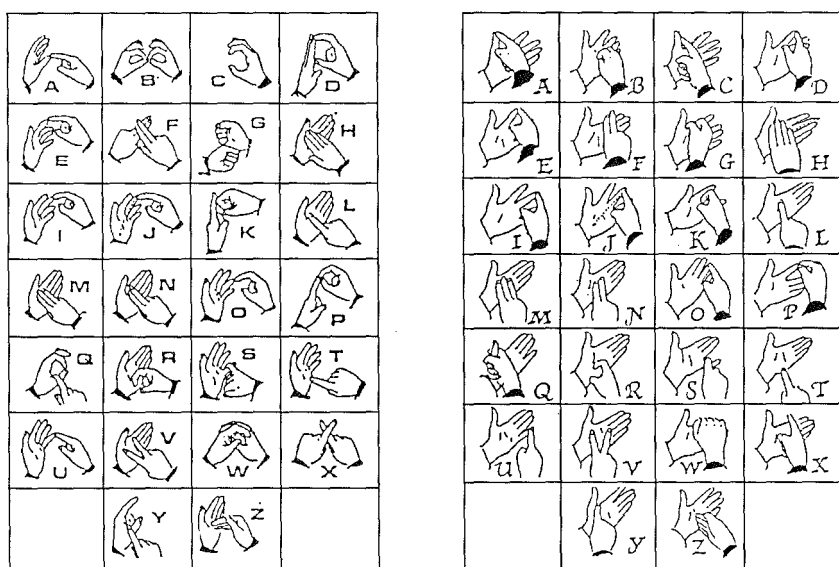 A B C D
E F G H
I J K L
M N O P
Q R S T
U V W X
Y Z
A B C D
E F G H
I J K L
M N O P
Q R S T
U V W X
Y Z